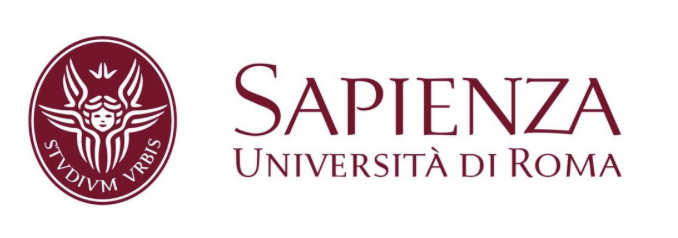 STVDIVM VRBIS
SAPIENZA
UNIVERSITÀ DI ROMA